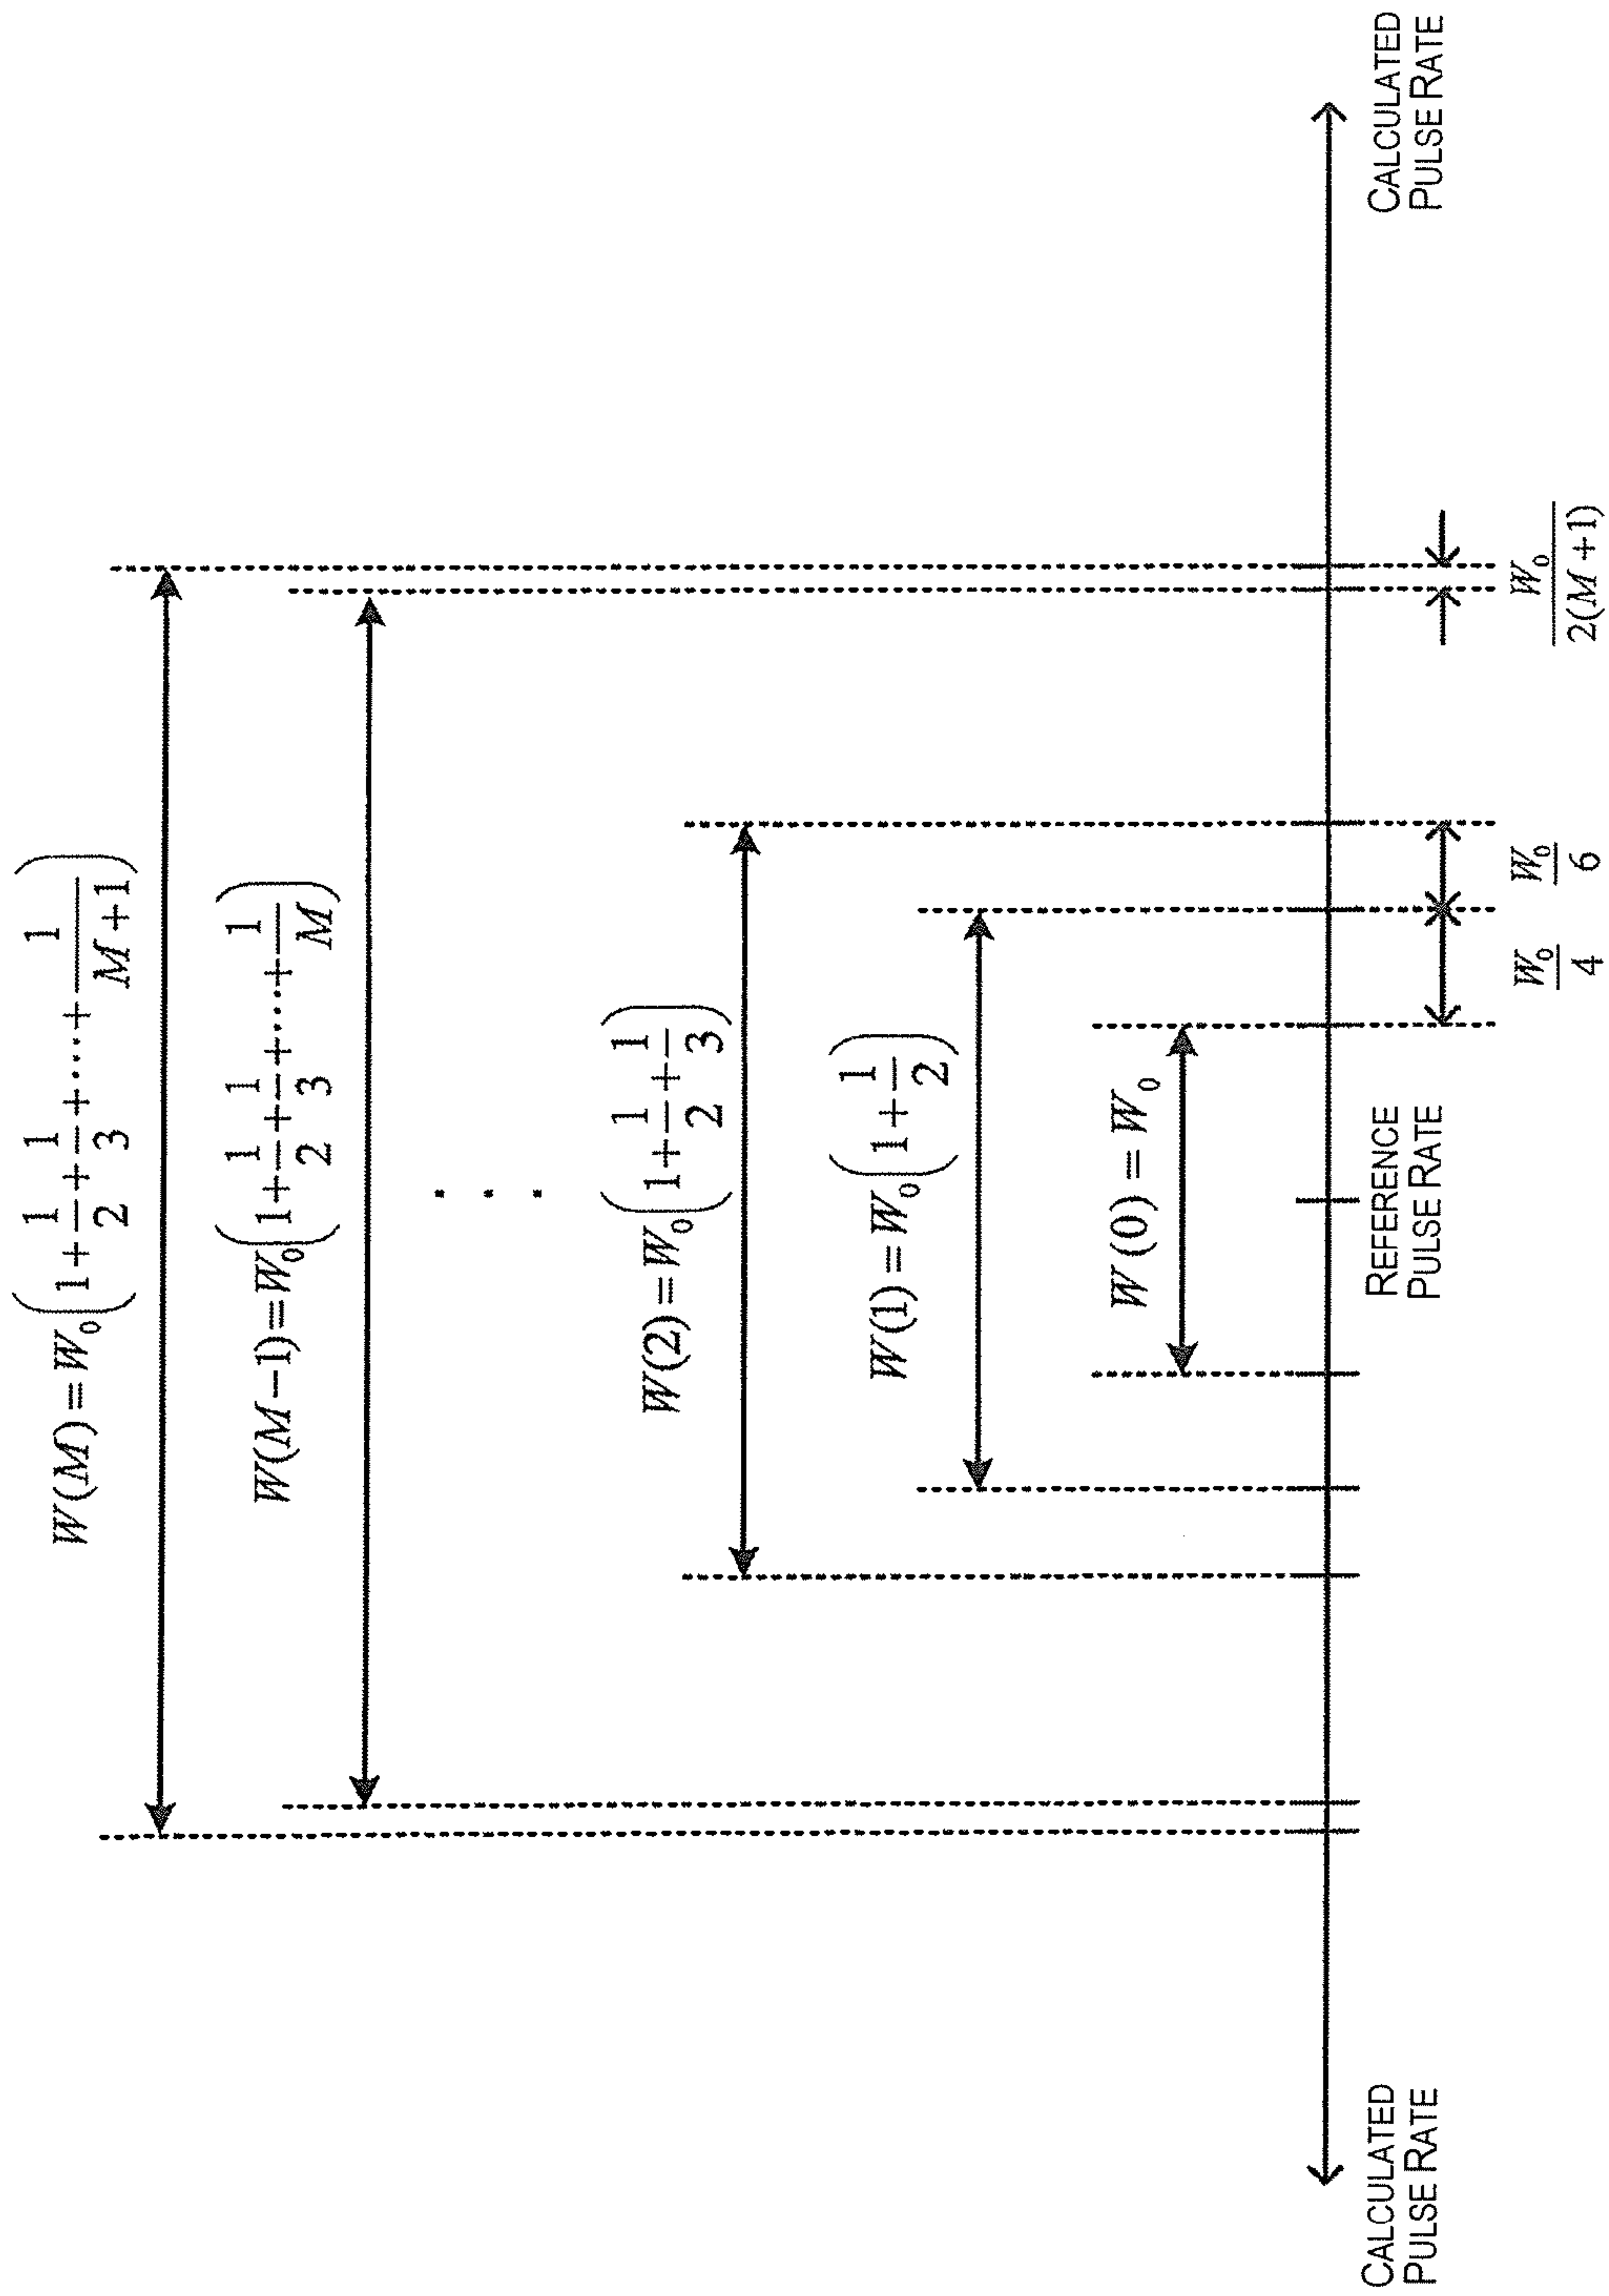 W(M)=W₀(1+1/2+1/3+····+1/M+1)
W(M−1)=W₀(1+1/2+1/3+····+1/M)
· · ·
W(2)=W₀(1+1/2+1/3)
W(1)=W₀(1+1/2)
W(0)=W₀
CALCULATED
PULSE RATE
REFERENCE
PULSE RATE
CALCULATED
PULSE RATE
W₀/4
W₀/6
W₀/2(M+1)